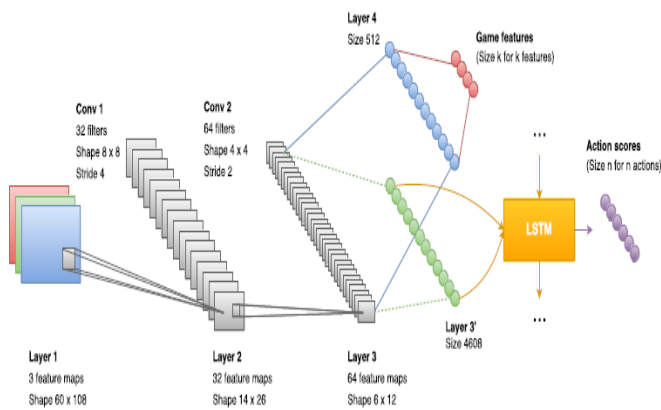 Layer 4
Size 512
Game features
(Size k for k features)
Conv 1
32 filters
Shape 8 x 8
Stride 4
Conv 2
64 filters
Shape 4 x 4
Stride 2
...
Action scores
(Size n for n actions)
LSTM
...
Layer 3'
Size 4608
Layer 1
3 feature maps
Shape 60 x 108
Layer 2
32 feature maps
Shape 14 x 26
Layer 3
64 feature maps
Shape 6 x 12